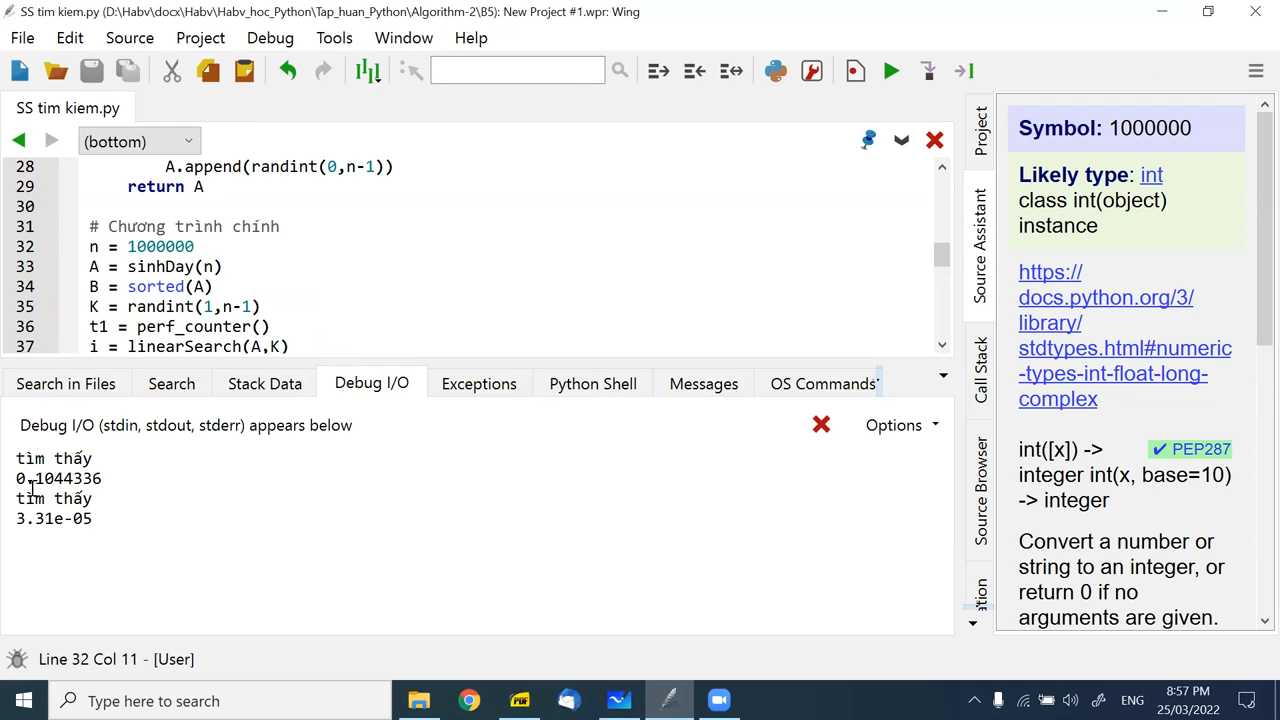 SS tim kiem.py (D:\Habv\docx\Habv\Habv_hoc_Python\Tap_huan_Python\Algorithm-2\B5): New Project #1.wpr: Wing
File Edit Source Project Debug Tools Window Help
SS tim kiem.py
(bottom)
28 A.append(randint(0,n-1))
29 return A
30
31 # Chương trình chính
32 n = 1000000
33 A = sinhDay(n)
34 B = sorted(A)
35 K = randint(1,n-1)
36 t1 = perf_counter()
37 i = linearSearch(A,K)
Search in Files Search Stack Data Debug I/O Exceptions Python Shell Messages OS Commands
Debug I/O (stdin, stdout, stderr) appears below
Options
tìm thấy
0.1044336
tìm thấy
3.31e-05
Project
Source Assistant
Call Stack
Source Browser
Symbol: 1000000
Likely type: int
class int(object)
instance
https://
docs.python.org/3/
library/
stdtypes.html#numeric
-types-int-float-long-
complex
int([x]) -> ✔ PEP287
integer int(x, base=10)
-> integer
Convert a number or
string to an integer, or
return 0 if no
arguments are given.
Line 32 Col 11 - [User]
Type here to search
PDF
ENG
8:57 PM
25/03/2022